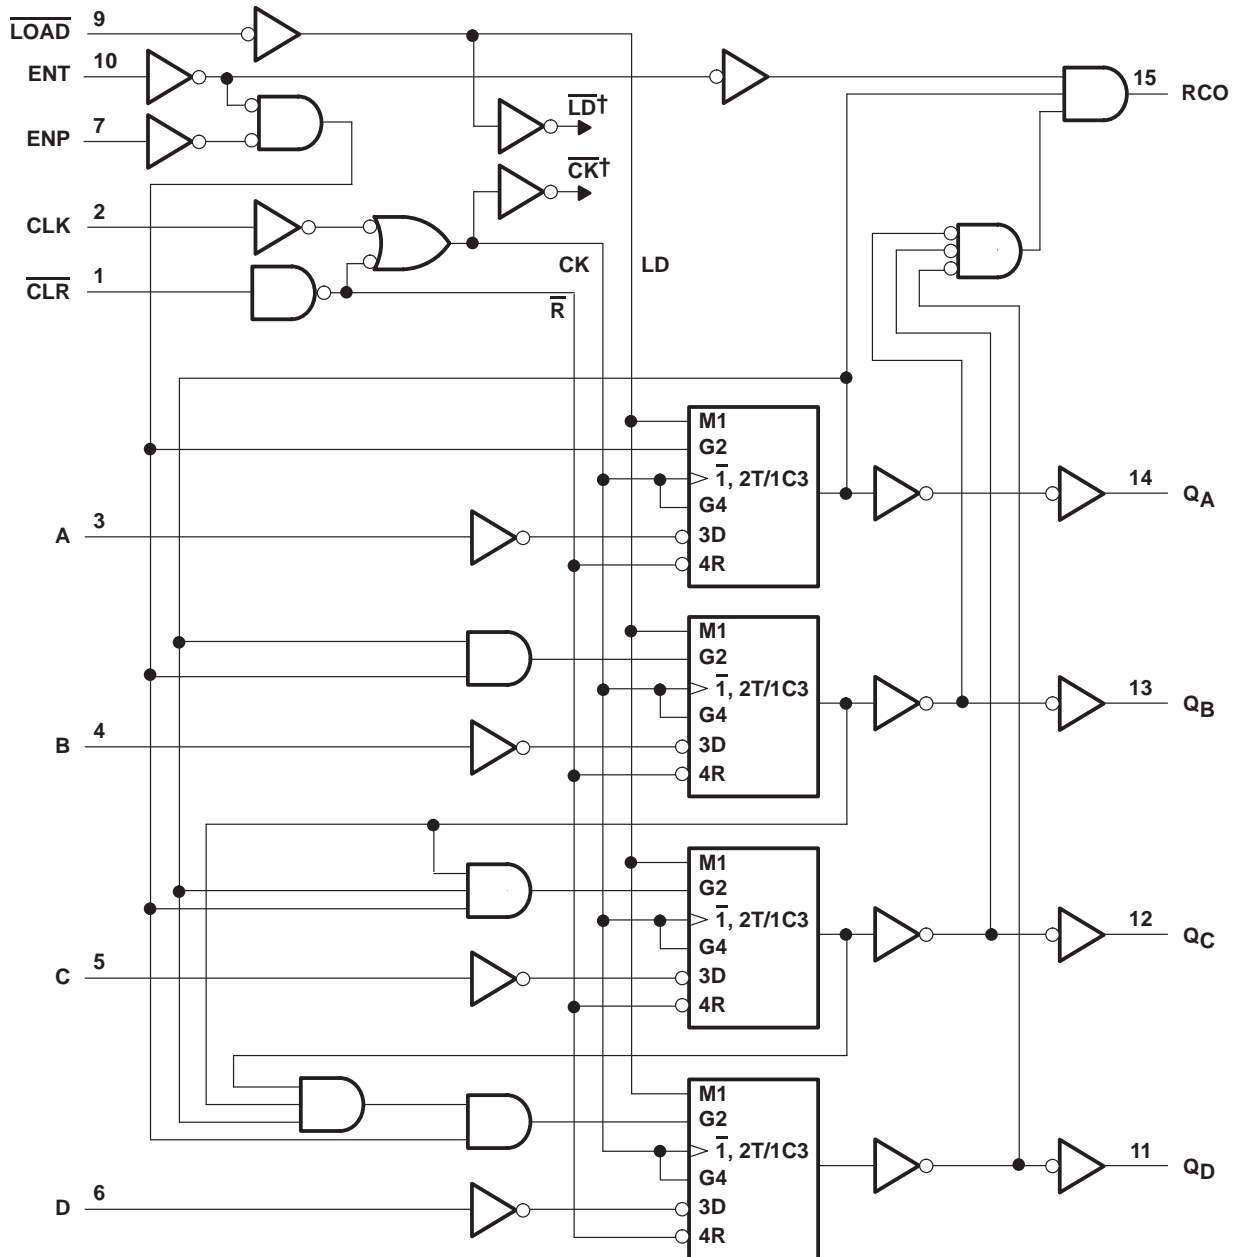 LOAD 9
ENT 10
ENP 7
LD†
CK†
15 RCO
CLK 2
CLR 1
CK LD
R
M1
G2
1, 2T/1C3
G4
3D
4R
14 QA
A 3
M1
G2
1, 2T/1C3
G4
3D
4R
13 QB
B 4
M1
G2
1, 2T/1C3
G4
3D
4R
12 QC
C 5
M1
G2
1, 2T/1C3
G4
3D
4R
11 QD
D 6